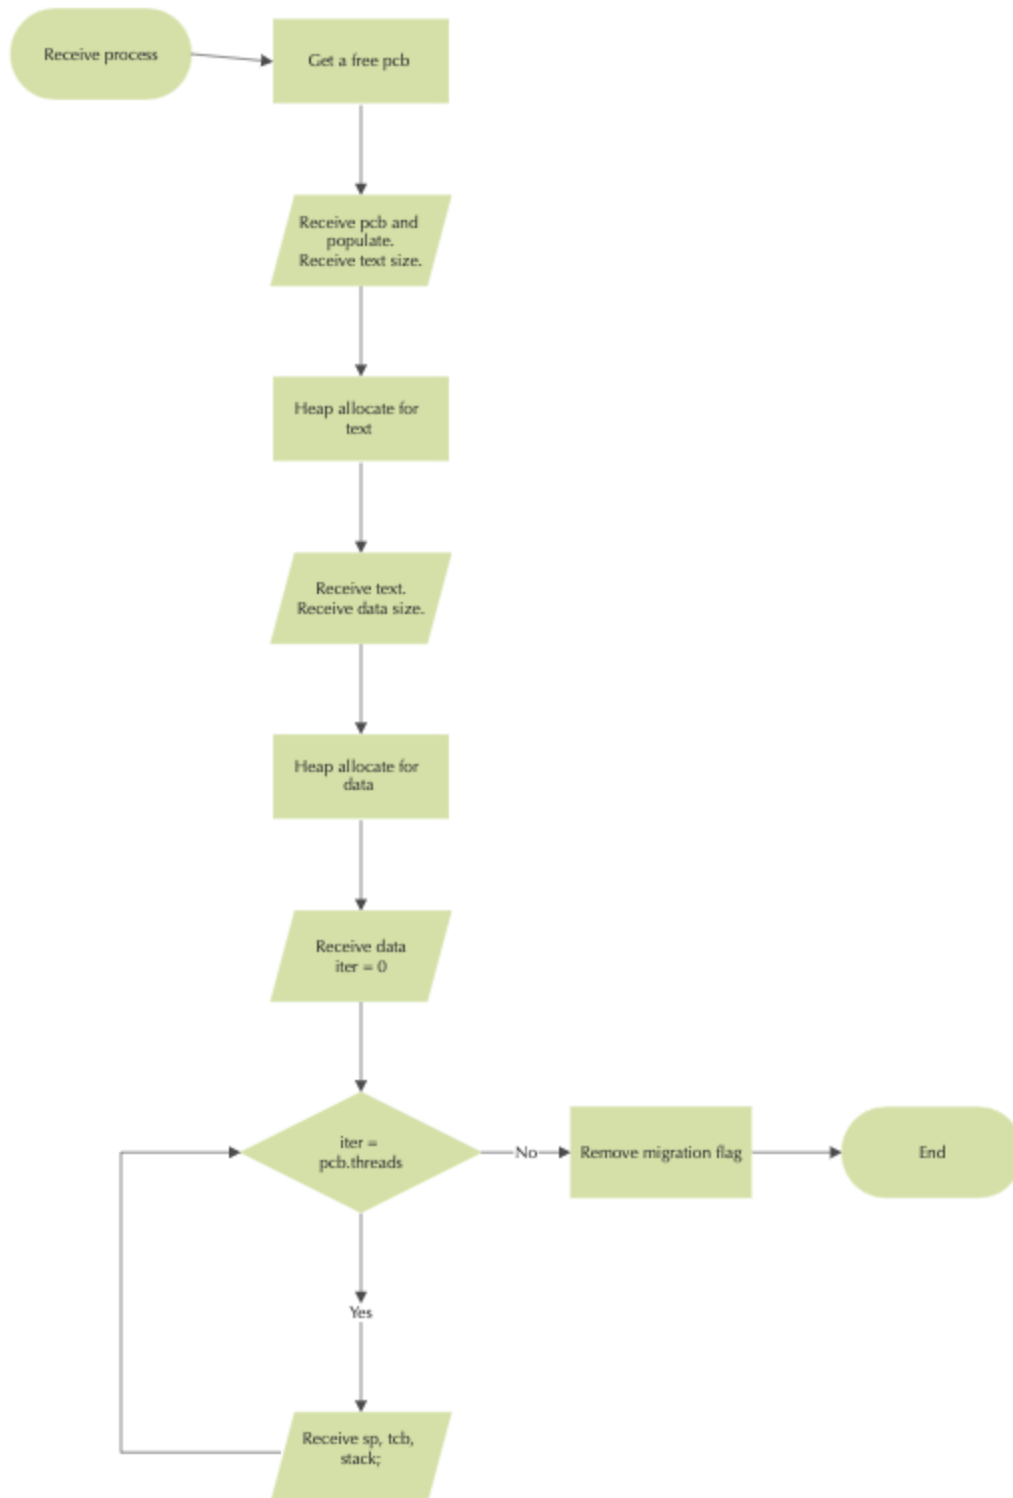 Receive process
Get a free pcb
Receive pcb and
populate.
Receive text size.
Heap allocate for
text
Receive text.
Receive data size.
Heap allocate for
data
Receive data
iter = 0
iter =
pcb.threads
No
Remove migration flag
End
Yes
Receive sp, tcb,
stack;